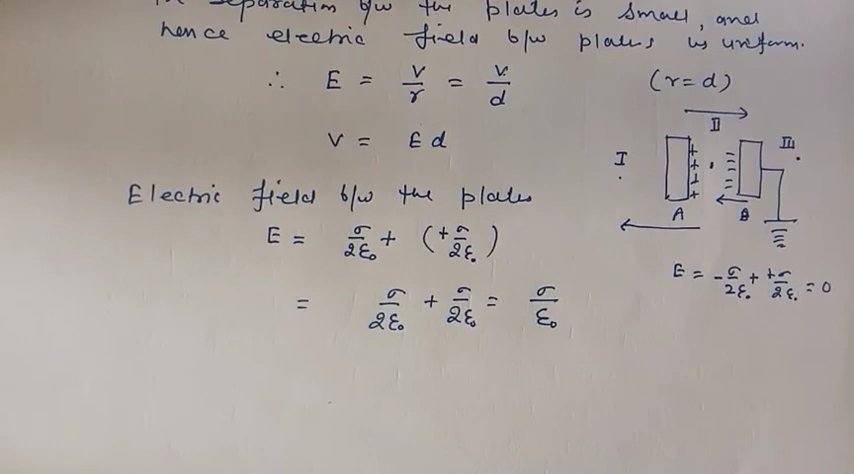 separation b/w the plates is small, and
hence electric field b/w plates is uniform.
∴ E = V/r = V/d (r=d)
V = Ed
I II III
+ + + +
A B
Electric field b/w the plates
E = σ/2ε₀ + (+σ/2ε₀)
= σ/2ε₀ + σ/2ε₀ = σ/ε₀
E = -σ/2ε₀ + +σ/2ε₀ = 0